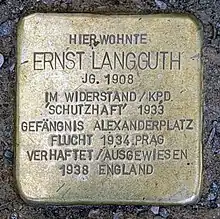 HIER WOHNTE
ERNST LANGGUTH
JG. 1908
IM WIDERSTAND / KPD
'SCHUTZHAFT' 1933
GEFÄNGNIS ALEXANDERPLATZ
FLUCHT 1934 PRAG
VERHAFTET / AUSGEWIESEN
1938 ENGLAND